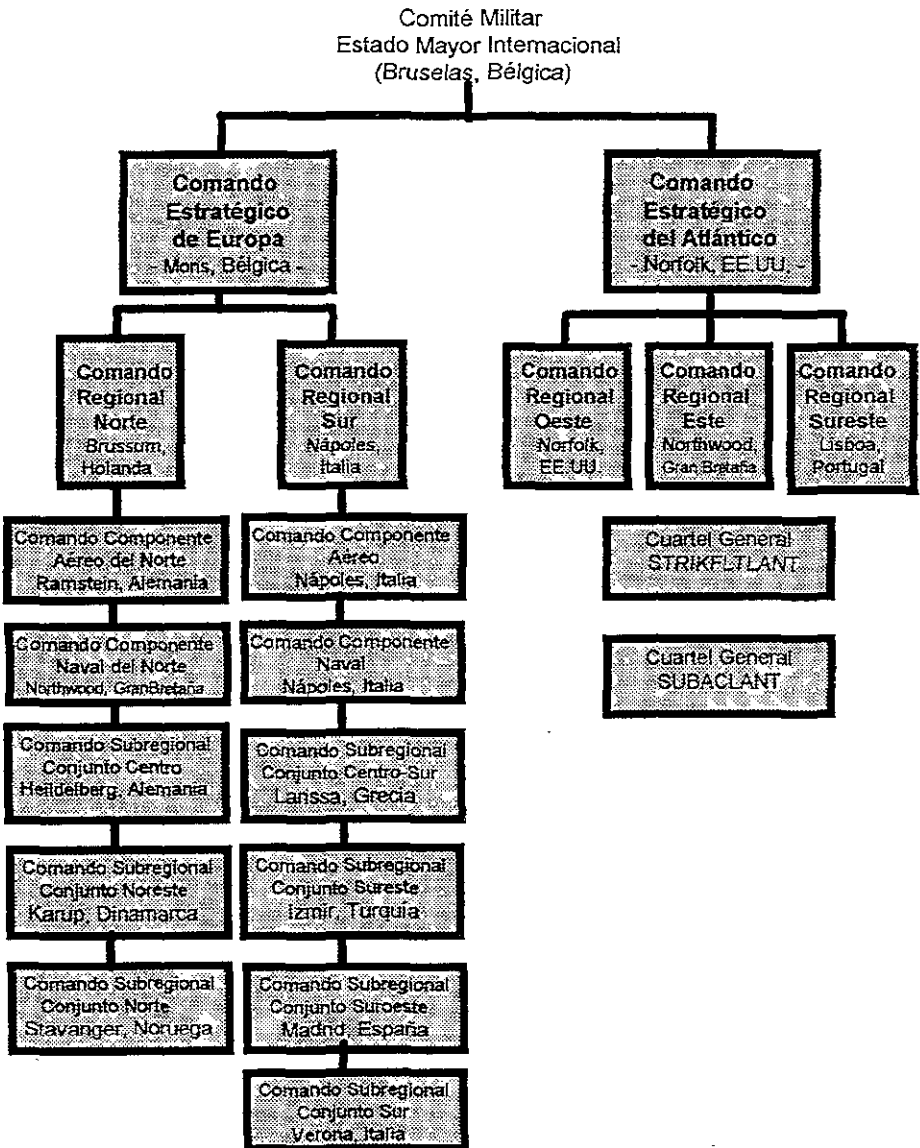 Comité Militar
Estado Mayor Internacional
(Bruselas, Bélgica)
Comando
Estratégico
de Europa
- Mons, Bélgica -
Comando
Estratégico
del Atlántico
- Norfolk, EE.UU. -
Comando
Regional
Norte
Brussum,
Holanda
Comando
Regional
Sur
Nápoles,
Italia
Comando
Regional
Oeste
Norfolk,
EE.UU.
Comando
Regional
Este
Northwood,
Gran Bretaña
Comando
Regional
Sureste
Lisboa,
Portugal
Comando Componente
Aéreo del Norte
Ramstein, Alemania
Comando Componente
Naval del Norte
Northwood, GranBretaña
Comando Subregional
Conjunto Centro
Heildelberg, Alemania
Comando Subregional
Conjunto Noreste
Karup, Dinamarca
Comando Subregional
Conjunto Norte
Stavanger, Noruega
Comando Componente
Aéreo
Nápoles, Italia
Comando Componente
Naval
Nápoles, Italia
Comando Subregional
Conjunto Centro-Sur
Larissa, Grecia
Comando Subregional
Conjunto Sureste
Izmir, Turquía
Comando Subregional
Conjunto Suroeste
Madrid, España
Comando Subregional
Conjunto Sur
Verona, Italia
Cuartel General
STRIKFLTLANT
Cuartel General
SUBACLANT